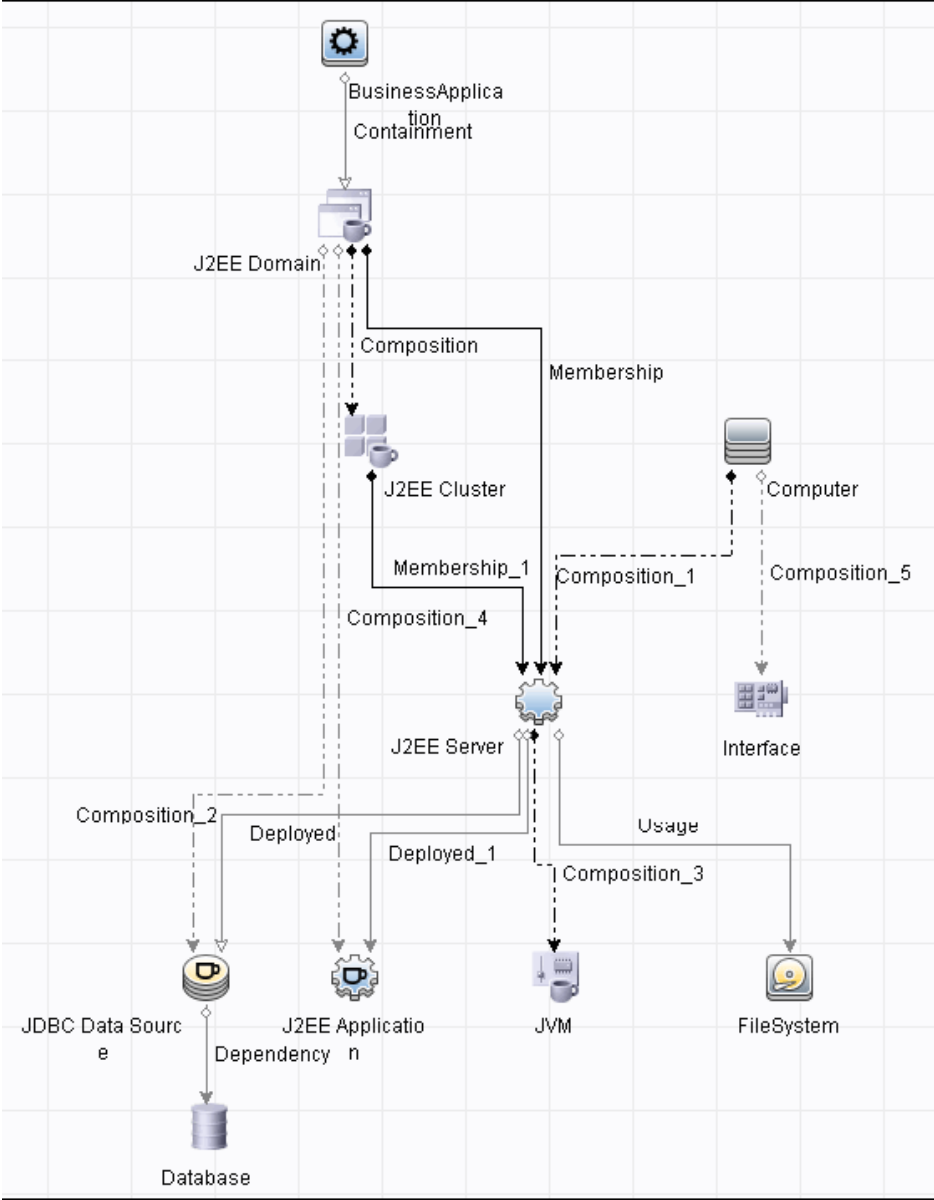 BusinessApplica
tion
Containment
J2EE Domain
Composition
Membership
J2EE Cluster
Computer
Membership_1
Composition_1
Composition_5
Composition_4
J2EE Server
Interface
Composition_2
Deployed
Usage
Deployed_1
Composition_3
JDBC Data Sourc
e
J2EE Applicatio
n
JVM
FileSystem
Dependency
Database